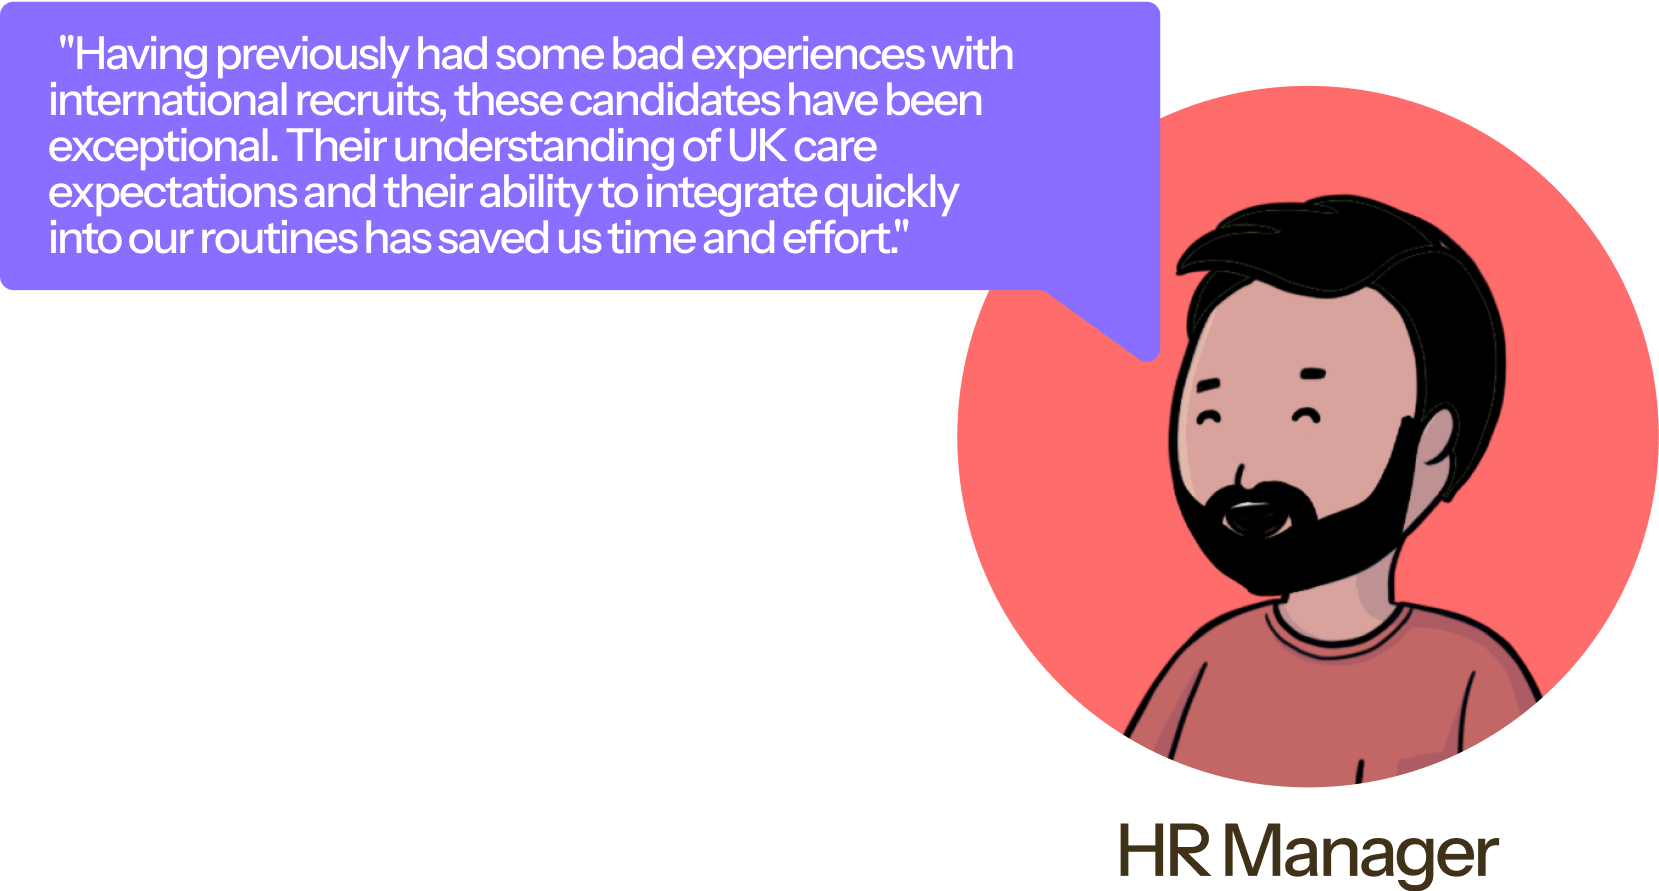 "Having previously had some bad experiences with
international recruits, these candidates have been
exceptional. Their understanding of UK care
expectations and their ability to integrate quickly
into our routines has saved us time and effort."
HR Manager